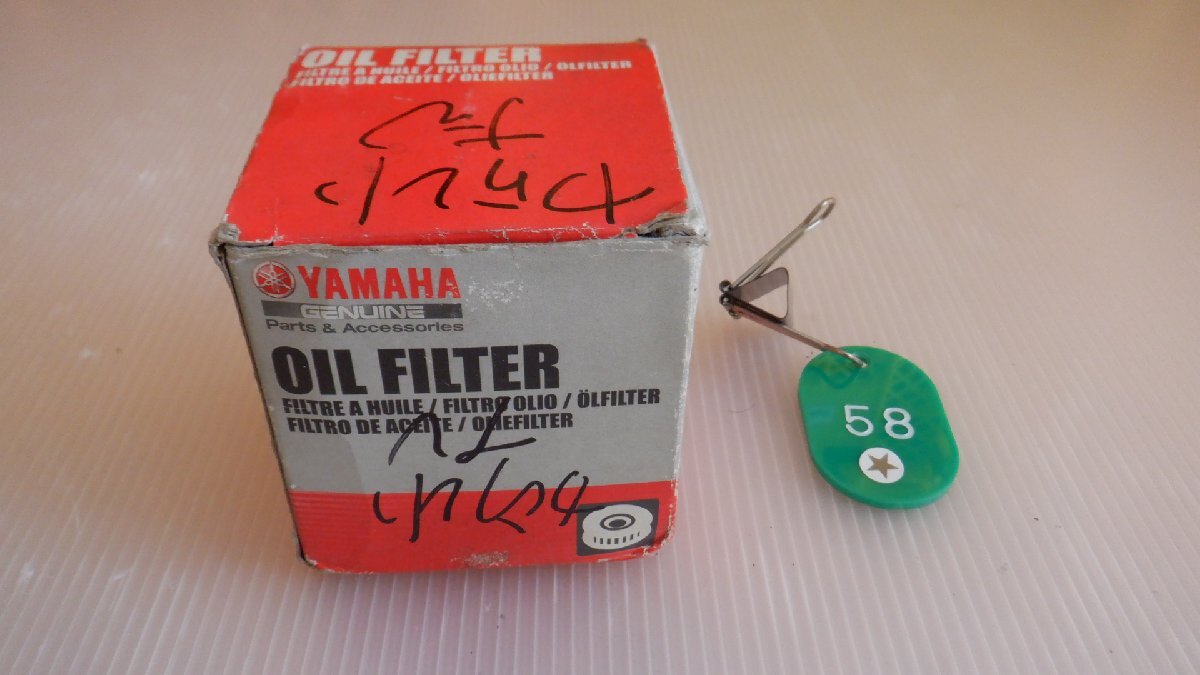 OIL FILTER
FILTRE A HUILE / FILTRO OLIO / ÖLFILTER
FILTRO DE ACEITE / OLIEFILTER
YAMAHA
GENUINE
Parts & Accessories
OIL FILTER
FILTRE A HUILE / FILTRO OLIO / ÖLFILTER
FILTRO DE ACEITE / OLIEFILTER
58